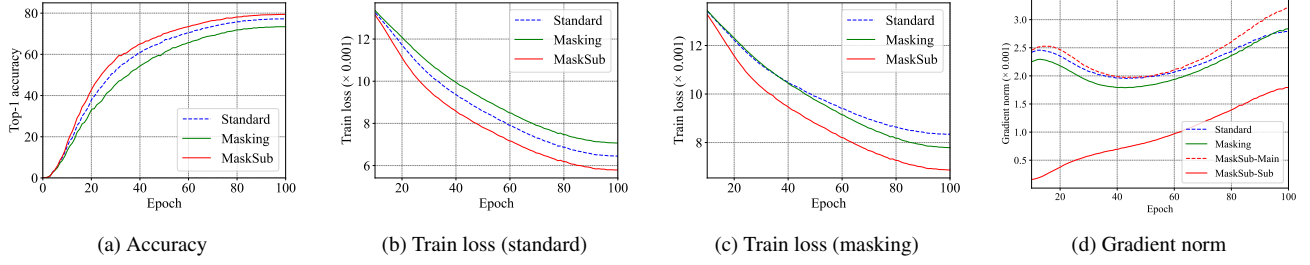 80
60
40
20
0
Top-1 accuracy
0 20 40 60 80 100
Epoch
Standard
Masking
MaskSub
(a) Accuracy
12
10
8
6
Train loss (× 0.001)
20 40 60 80 100
Epoch
Standard
Masking
MaskSub
(b) Train loss (standard)
12
10
8
Train loss (× 0.001)
20 40 60 80 100
Epoch
Standard
Masking
MaskSub
(c) Train loss (masking)
3.0
2.5
2.0
1.5
1.0
0.5
Gradient norm (× 0.001)
20 40 60 80 100
Epoch
Standard
Masking
MaskSub-Main
MaskSub-Sub
(d) Gradient norm